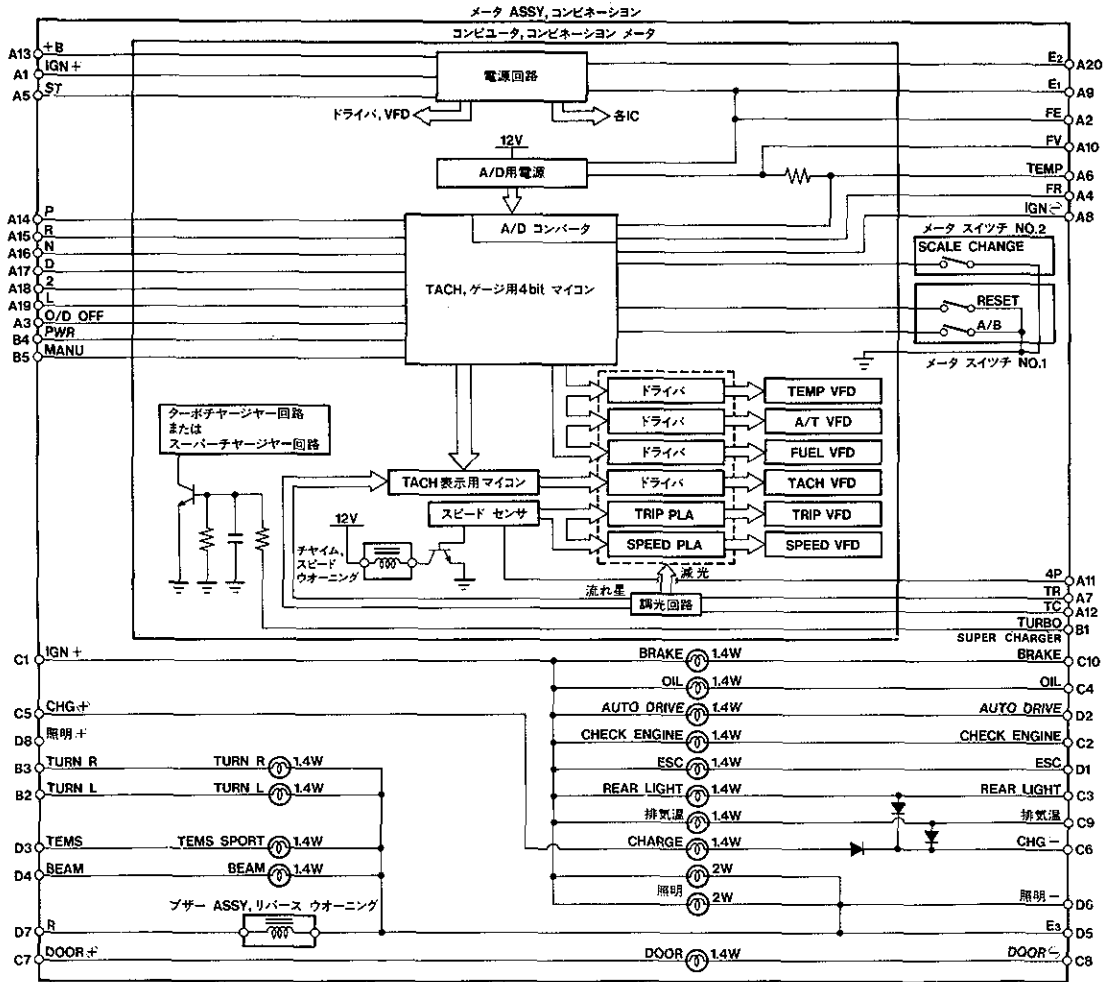 メータ ASSY, コンビネーション
コンピュータ, コンビネーション メータ
A13 +B
A1 IGN+
A5 ST
電源回路
ドライバ, VFD
各IC
12V
A/D用電源
E2 A20
E1 A9
FE A2
FV A10
TEMP A6
FR A4
IGN⊖ A8
A14 P
A15 R
A16 N
A17 D
A18 2
A19 L
A3 O/D OFF
B4 PWR
B5 MANU
A/D コンバータ
TACH, ゲージ用4bit マイコン
メータ スイッチ NO.2
SCALE CHANGE
RESET
A/B
メータ スイッチ NO.1
ターボチャージャー回路
または
スーパーチャージャー回路
ドライバ TEMP VFD
ドライバ A/T VFD
ドライバ FUEL VFD
TACH表示用マイコン ドライバ TACH VFD
スピード センサ TRIP PLA TRIP VFD
SPEED PLA SPEED VFD
12V
チャイム,
スピード
ウオーニング
減光
流れ星
調光回路
4P A11
TR A7
TC A12
TURBO B1
SUPER CHARGER
C1 IGN+
C5 CHG+
D8 照明+
B3 TURN R TURN R 1.4W
B2 TURN L TURN L 1.4W
D3 TEMS TEMS SPORT 1.4W
D4 BEAM BEAM 1.4W
ブザー ASSY, リバース ウオーニング
D7 R
C7 DOOR+
BRAKE 1.4W BRAKE C10
OIL 1.4W OIL C4
AUTO DRIVE 1.4W AUTO DRIVE D2
CHECK ENGINE 1.4W CHECK ENGINE C2
ESC 1.4W ESC D1
REAR LIGHT 1.4W REAR LIGHT C3
排気温 1.4W 排気温 C9
CHARGE 1.4W CHG− C6
2W
照明 2W 照明− D6
E3 D5
DOOR 1.4W DOOR⊖ C8